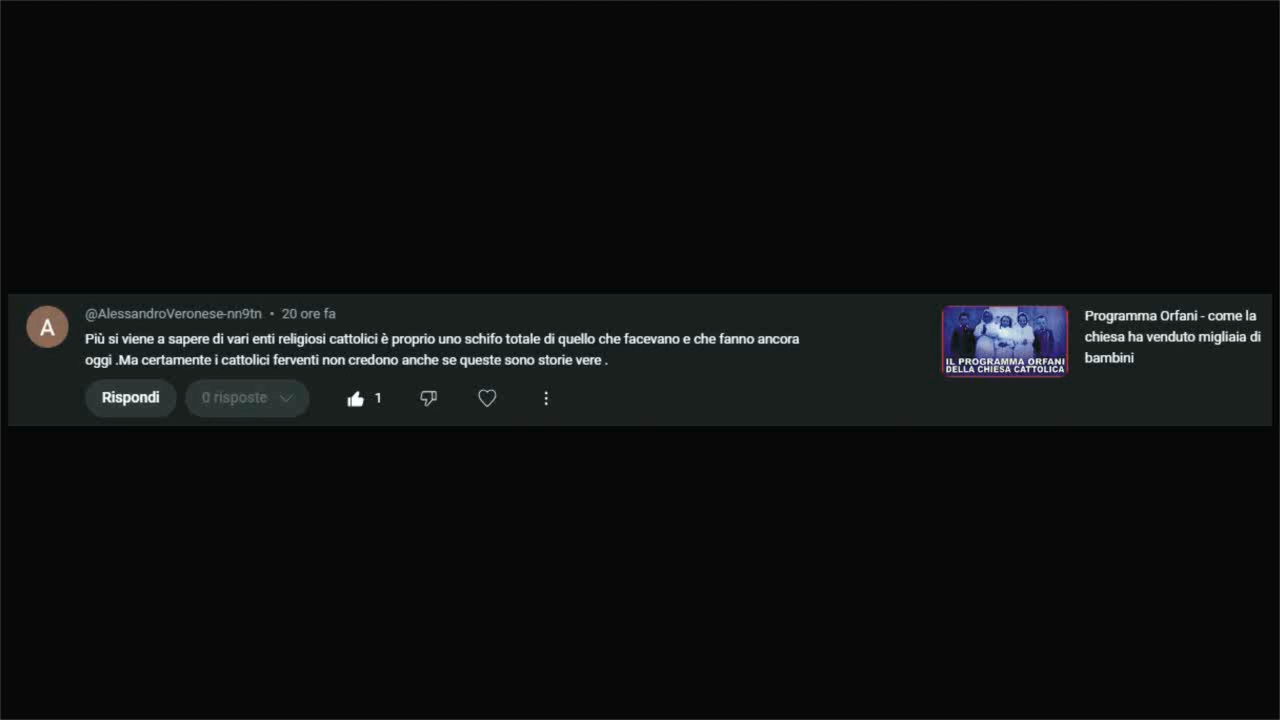 A
@AlessandroVeronese-nn9tn • 20 ore fa
Più si viene a sapere di vari enti religiosi cattolici è proprio uno schifo totale di quello che facevano e che fanno ancora
oggi .Ma certamente i cattolici ferventi non credono anche se queste sono storie vere .
Rispondi
0 risposte
1
IL PROGRAMMA ORFANI
DELLA CHIESA CATTOLICA
Programma Orfani - come la
chiesa ha venduto migliaia di
bambini